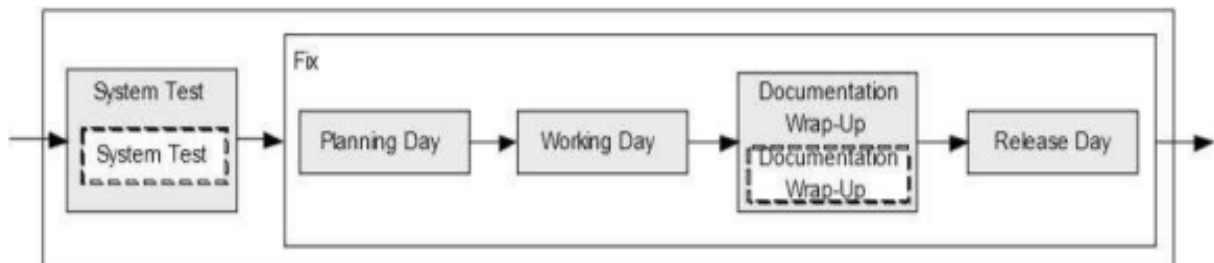 System Test
System Test
Fix
Planning Day
Working Day
Documentation
Wrap-Up
Documentation
Wrap-Up
Release Day